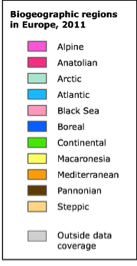 Biogeographic regions
in Europe, 2011
Alpine
Anatolian
Arctic
Atlantic
Black Sea
Boreal
Continental
Macaronesia
Mediterranean
Pannonian
Steppic
Outside data
coverage